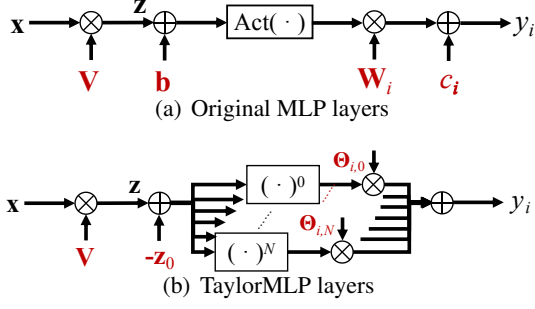 x z Act( · ) y_i
V b W_i c_i
(a) Original MLP layers
( · )^0 Θ_{i,0}
x z y_i
V -z_0 ( · )^N Θ_{i,N}
(b) TaylorMLP layers